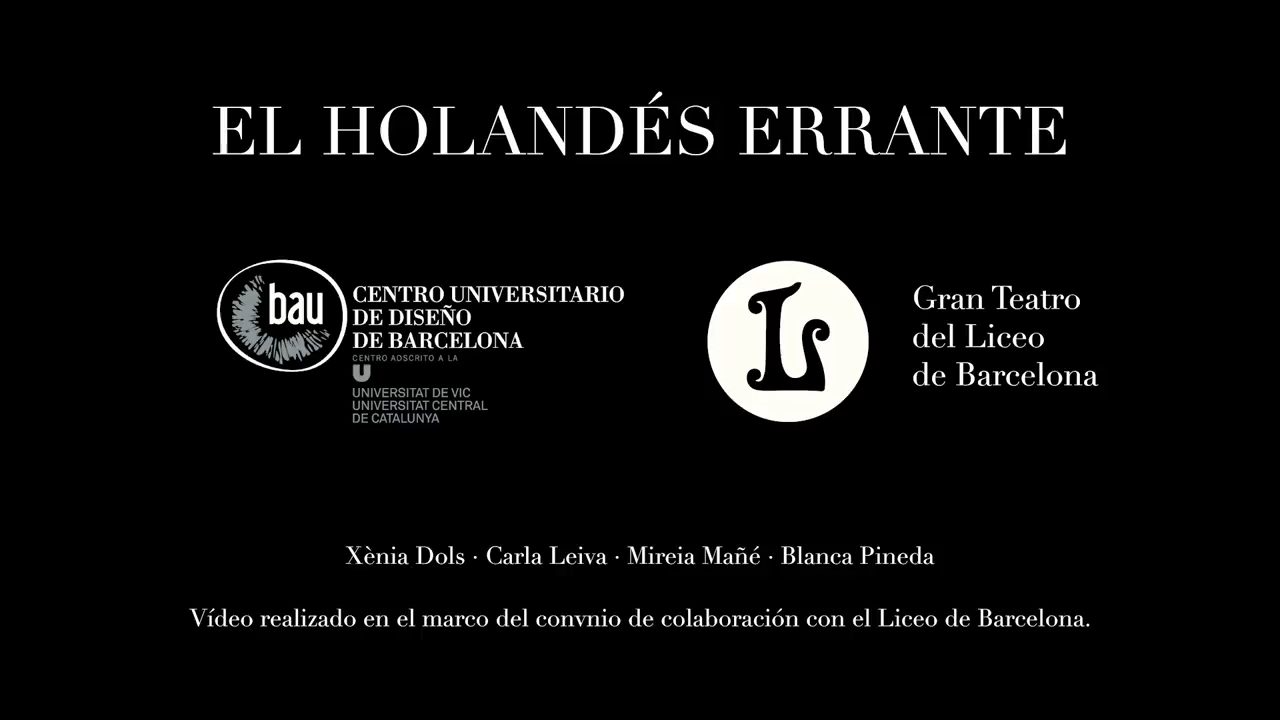 EL HOLANDÉS ERRANTE
bau
CENTRO UNIVERSITARIO
DE DISEÑO
DE BARCELONA
CENTRO ADSCRITO A LA
U
UNIVERSITAT DE VIC
UNIVERSITAT CENTRAL
DE CATALUNYA
L
Gran Teatro
del Liceo
de Barcelona
Xènia Dols · Carla Leiva · Mireia Mañé · Blanca Pineda
Vídeo realizado en el marco del convnio de colaboración con el Liceo de Barcelona.